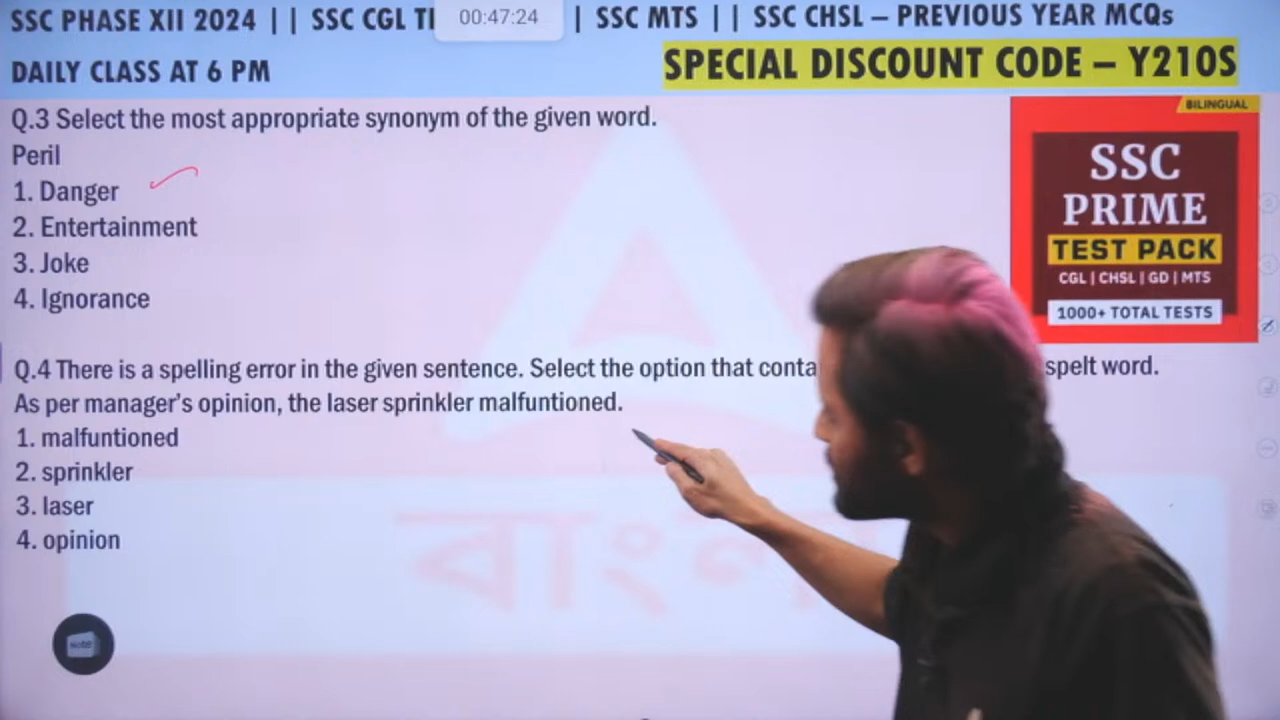 SSC PHASE XII 2024 || SSC CGL TI 00:47:24 | SSC MTS || SSC CHSL – PREVIOUS YEAR MCQs
DAILY CLASS AT 6 PM
SPECIAL DISCOUNT CODE – Y210S
Q.3 Select the most appropriate synonym of the given word.
Peril
1. Danger
2. Entertainment
3. Joke
4. Ignorance
BILINGUAL
SSC
PRIME
TEST PACK
CGL | CHSL | GD | MTS
1000+ TOTAL TESTS
Q.4 There is a spelling error in the given sentence. Select the option that conta spelt word.
As per manager's opinion, the laser sprinkler malfuntioned.
1. malfuntioned
2. sprinkler
3. laser
4. opinion